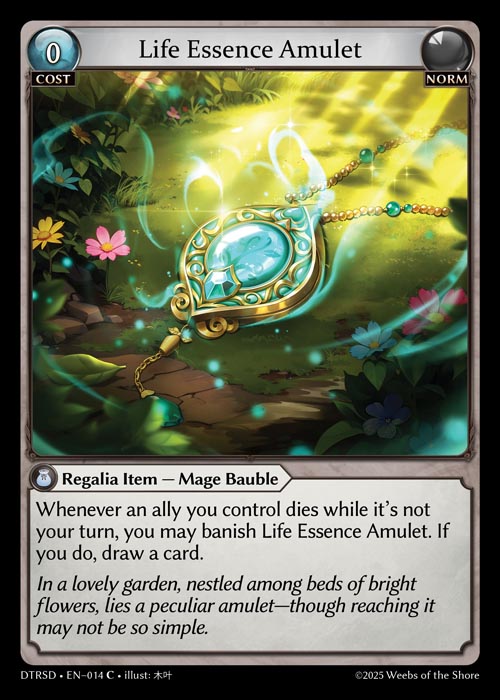 0
Life Essence Amulet
COST
NORM
Regalia Item — Mage Bauble
Whenever an ally you control dies while it's not
your turn, you may banish Life Essence Amulet. If
you do, draw a card.
In a lovely garden, nestled among beds of bright
flowers, lies a peculiar amulet—though reaching it
may not be so simple.
DTRSD • EN–014 C • illust: 木叶
©2025 Weebs of the Shore